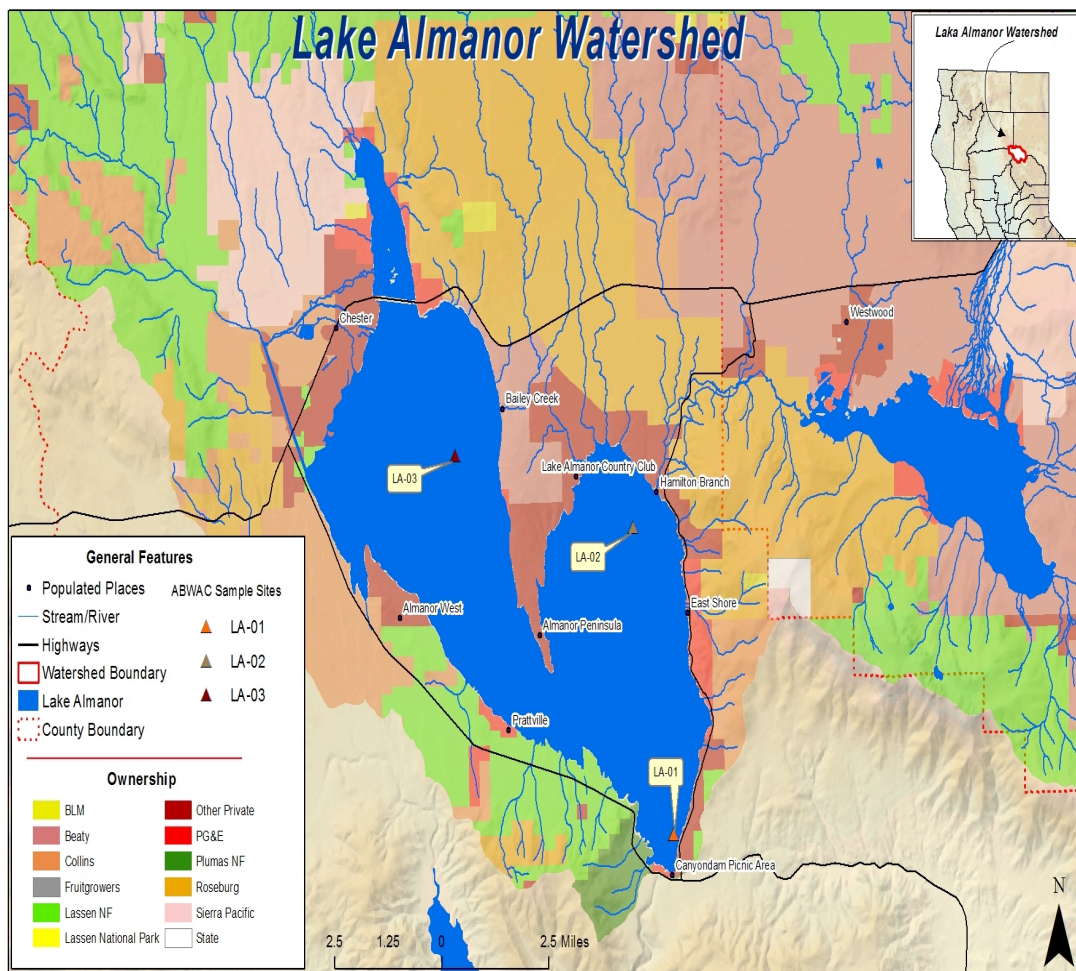 Lake Almanor Watershed
Laka Almanor Watershed
Chester
Westwood
Bailey Creek
LA-03
Lake Almanor Country Club
Hamilton Branch
LA-02
East Shore
Almanor West
Almanor Peninsula
Prattville
LA-01
Canyondam Picnic Area
General Features
Populated Places
Stream/River
Highways
Watershed Boundary
Lake Almanor
County Boundary
ABWAC Sample Sites
LA-01
LA-02
LA-03
Ownership
BLM
Beaty
Collins
Fruitgrowers
Lassen NF
Lassen National Park
Other Private
PG&E
Plumas NF
Roseburg
Sierra Pacific
State
2.5 1.25 0 2.5 Miles
N